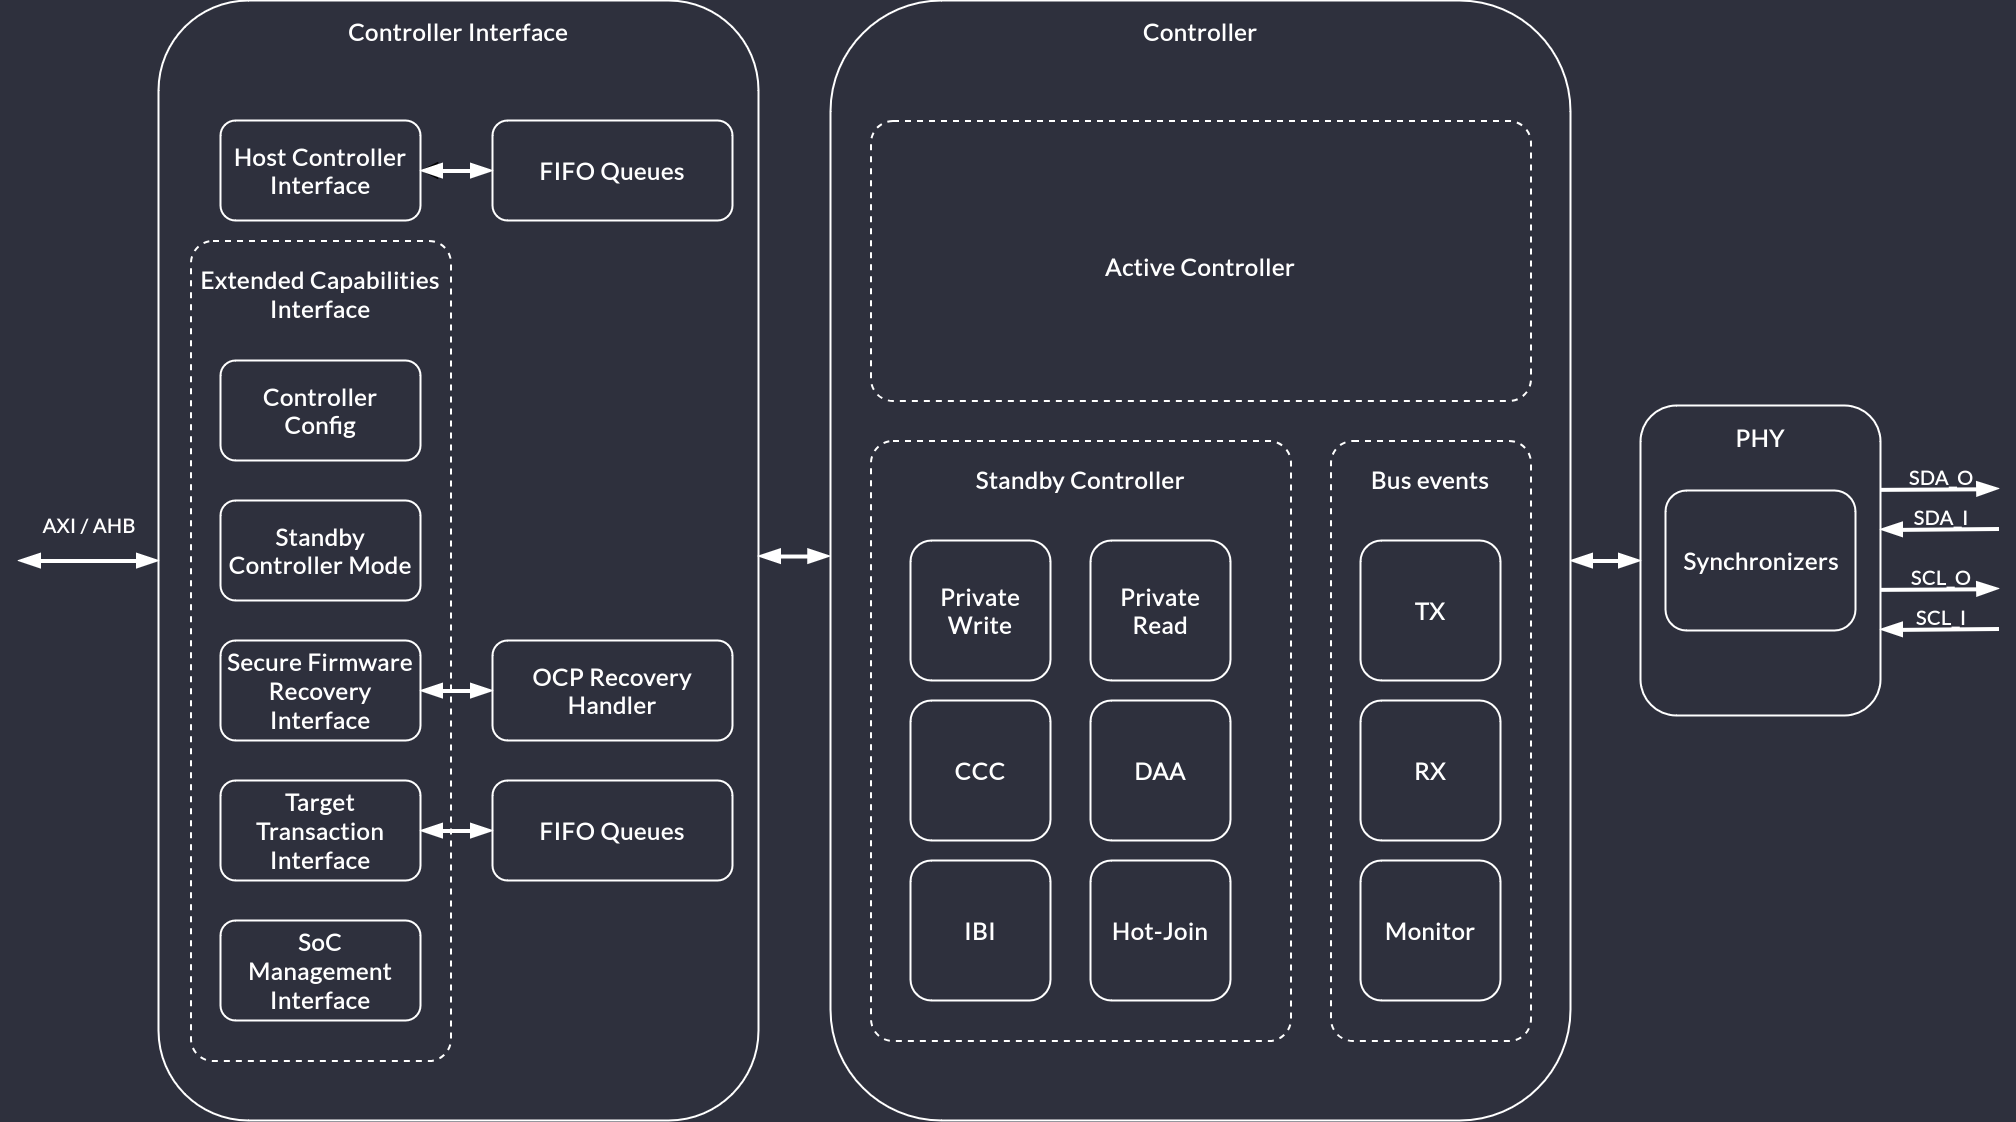 Controller Interface
Host Controller
Interface
FIFO Queues
Extended Capabilities
Interface
Controller
Config
Standby
Controller Mode
Secure Firmware
Recovery
Interface
OCP Recovery
Handler
Target
Transaction
Interface
FIFO Queues
SoC
Management
Interface
AXI / AHB
Controller
Active Controller
Standby Controller
Private
Write
Private
Read
CCC
DAA
IBI
Hot-Join
Bus events
TX
RX
Monitor
PHY
Synchronizers
SDA_O
SDA_I
SCL_O
SCL_I